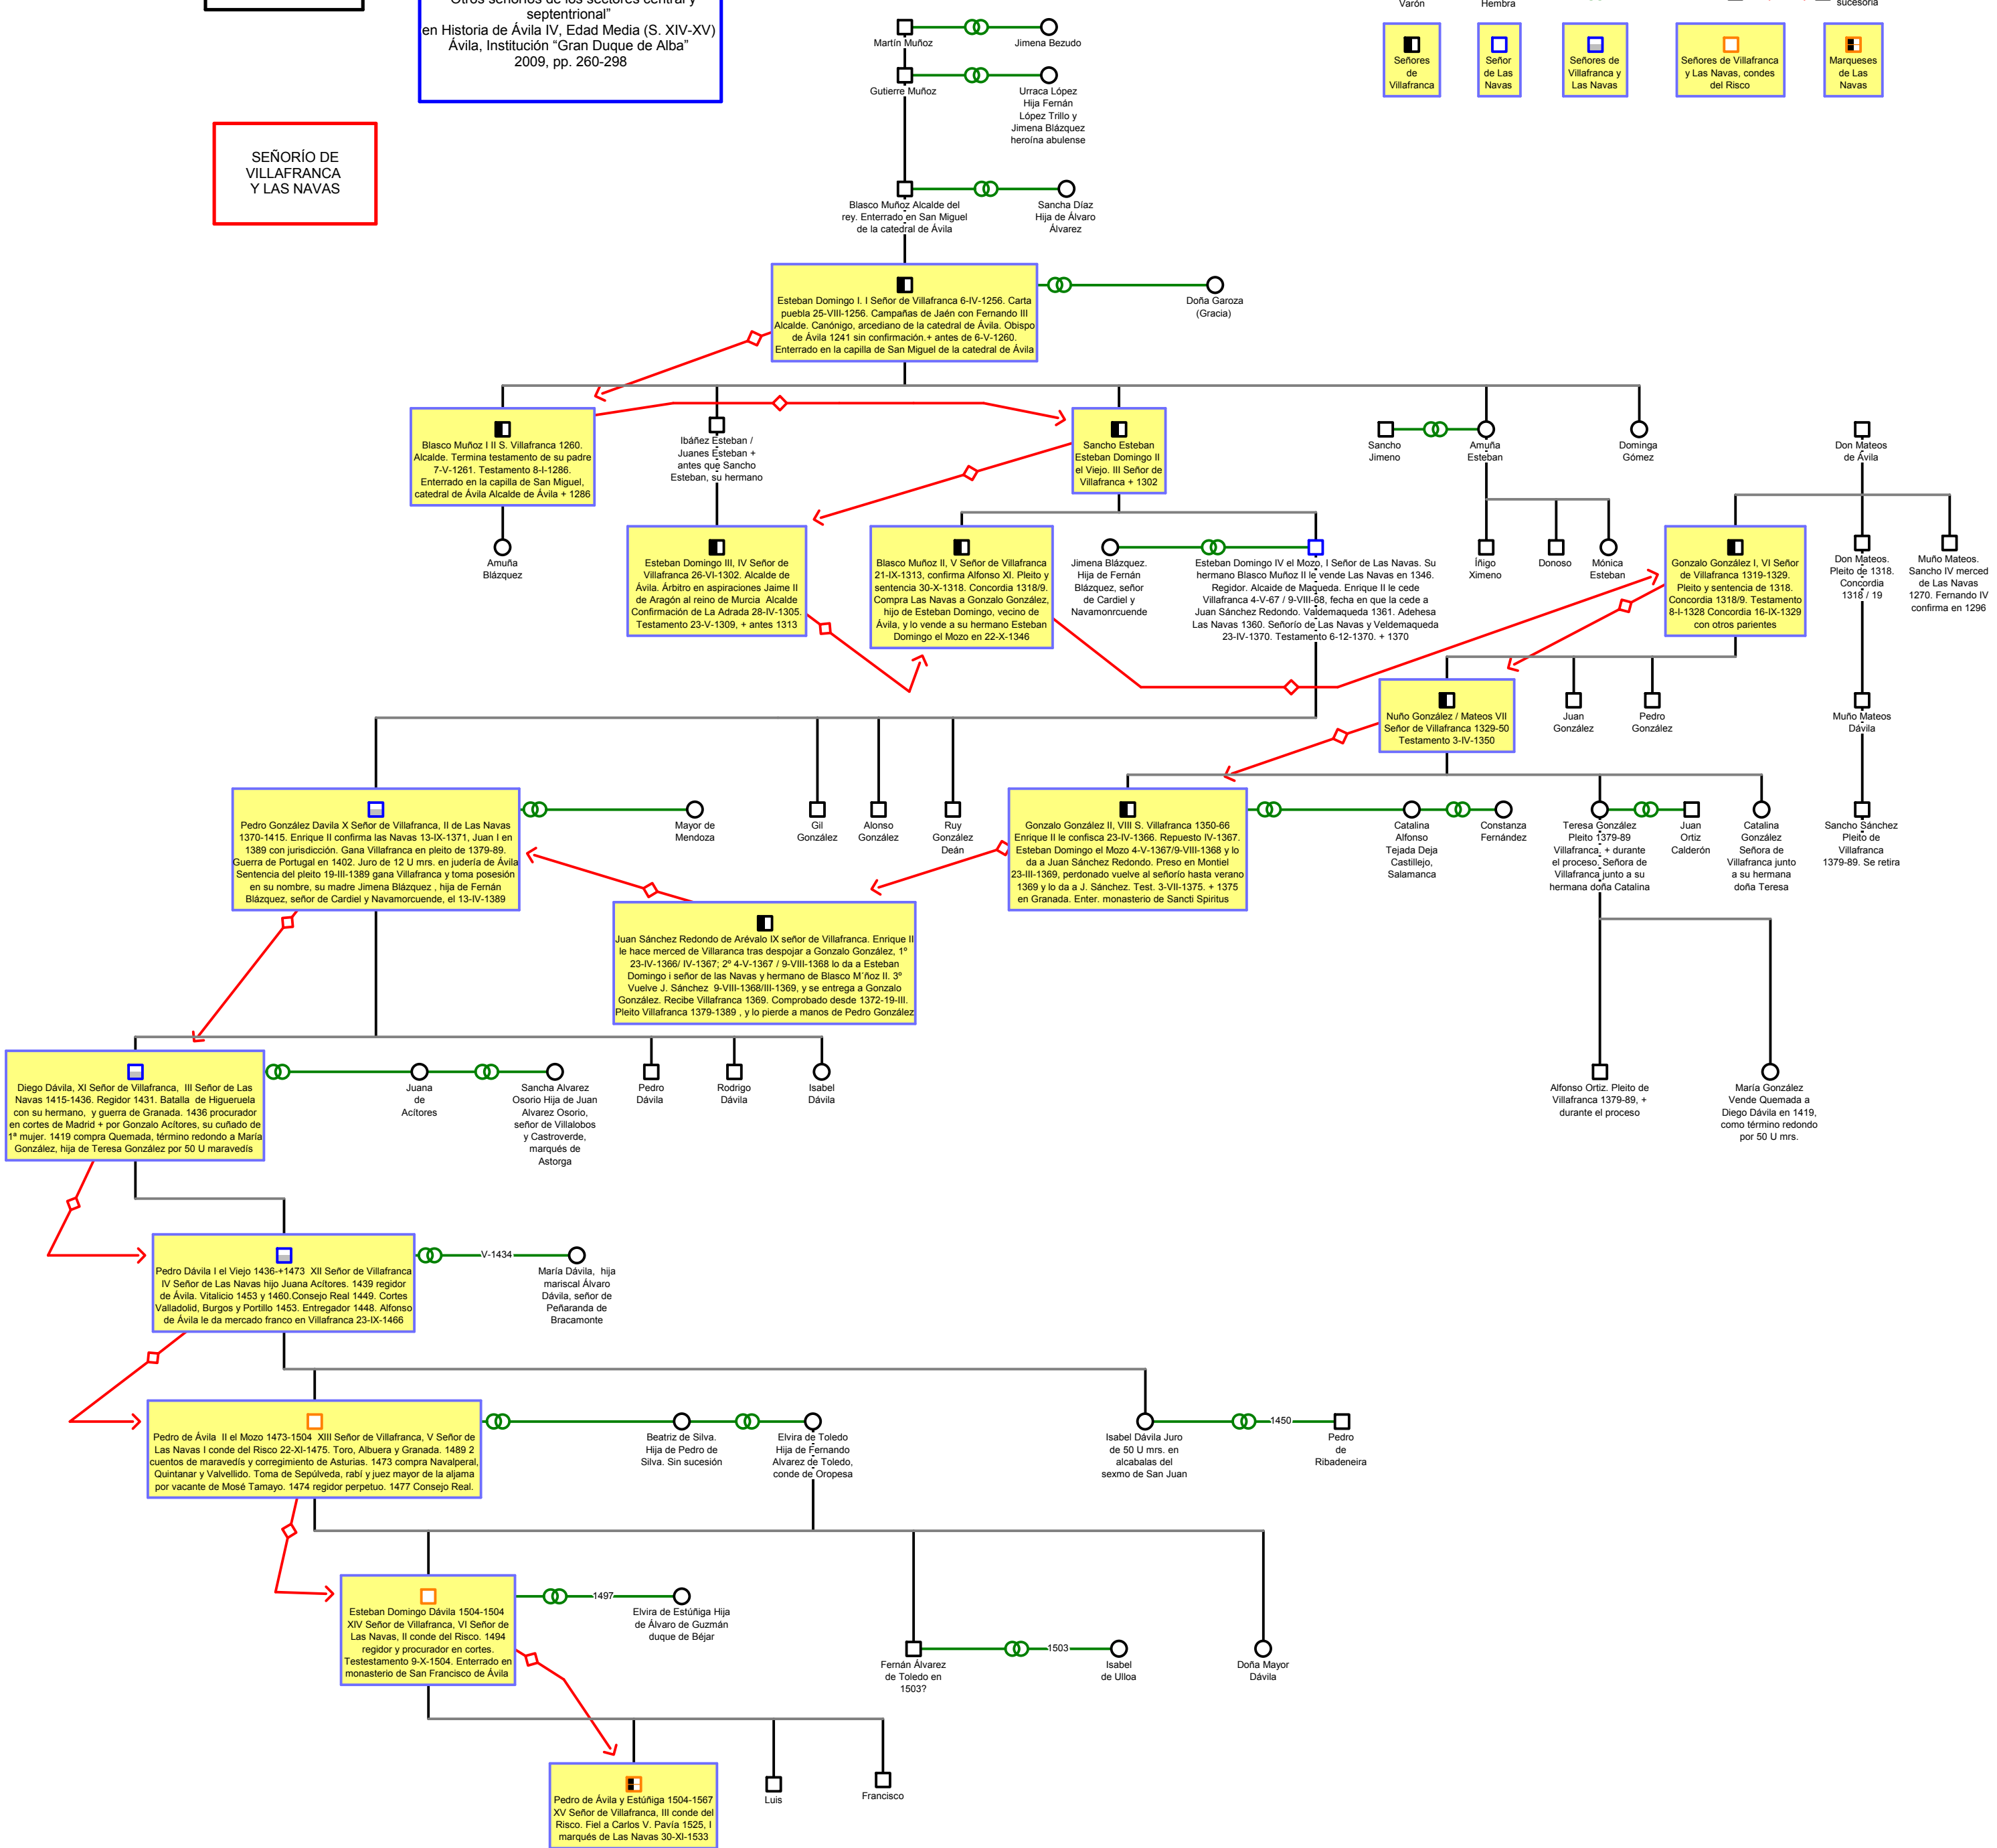 Otros señoríos de los sectores central y
septentrional”
en Historia de Ávila IV, Edad Media (S. XIV-XV)
Ávila, Institución “Gran Duque de Alba”
2009, pp. 260-298
SEÑORÍO DE
VILLAFRANCA
Y LAS NAVAS
Varón
Hembra
sucesoria
Señores
de
Villafranca
Señor
de Las
Navas
Señores de
Villafranca y
Las Navas
Señores de Villafranca
y Las Navas, condes
del Risco
Marqueses
de Las
Navas
Martín Muñoz
Jimena Bezudo
Gutierre Muñoz
Urraca López
Hija Fernán
López Trillo y
Jimena Blázquez
heroína abulense
Blasco Muñoz Alcalde del
rey. Enterrado en San Miguel
de la catedral de Ávila
Sancha Díaz
Hija de Álvaro
Álvarez
Esteban Domingo I. I Señor de Villafranca 6-IV-1256. Carta
puebla 25-VIII-1256. Campañas de Jaén con Fernando III
Alcalde. Canónigo, arcediano de la catedral de Ávila. Obispo
de Ávila 1241 sin confirmación.+ antes de 6-V-1260.
Enterrado en la capilla de San Miguel de la catedral de Ávila
Doña Garoza
(Gracia)
Blasco Muñoz I II S. Villafranca 1260.
Alcalde. Termina testamento de su padre
7-V-1261. Testamento 8-I-1286.
Enterrado en la capilla de San Miguel,
catedral de Ávila Alcalde de Ávila + 1286
Ibáñez Esteban /
Juanes Esteban +
antes que Sancho
Esteban, su hermano
Sancho Esteban
Esteban Domingo II
el Viejo. III Señor de
Villafranca + 1302
Sancho
Jimeno
Amuña
Esteban
Dominga
Gómez
Don Mateos
de Ávila
Amuña
Blázquez
Esteban Domingo III, IV Señor de
Villafranca 26-VI-1302. Alcalde de
Ávila. Árbitro en aspiraciones Jaime II
de Aragón al reino de Murcia  Alcalde
Confirmación de La Adrada 28-IV-1305.
Testamento 23-V-1309, + antes 1313
Blasco Muñoz II, V Señor de Villafranca
21-IX-1313, confirma Alfonso XI. Pleito y
sentencia 30-X-1318. Concordia 1318/9.
Compra Las Navas a Gonzalo González,
hijo de Esteban Domingo, vecino de
Ávila, y lo vende a su hermano Esteban
Domingo el Mozo en 22-X-1346
Jimena Blázquez.
Hija de Fernán
Blázquez, señor
de Cardiel y
Navamonrcuende
Esteban Domingo IV el Mozo, I Señor de Las Navas. Su
hermano Blasco Muñoz II le vende Las Navas en 1346.
Regidor. Alcaide de Maqueda. Enrique II le cede
Villafranca 4-V-67 / 9-VIII-68, fecha en que la cede a
Juan Sánchez Redondo. Valdemaqueda 1361. Adehesa
Las Navas 1360. Señorío de Las Navas y Veldemaqueda
23-IV-1370. Testamento 6-12-1370. + 1370
Íñigo
Ximeno
Donoso
Mónica
Esteban
Gonzalo González I, VI Señor
de Villafranca 1319-1329.
Pleito y sentencia de 1318.
Concordia 1318/9. Testamento
8-I-1328 Concordia 16-IX-1329
con otros parientes
Don Mateos.
Pleito de 1318.
Concordia
1318 / 19
Muño Mateos.
Sancho IV merced
de Las Navas
1270. Fernando IV
confirma en 1296
Nuño González / Mateos VII
Señor de Villafranca 1329-50
Testamento 3-IV-1350
Juan
González
Pedro
González
Muño Mateos
Dávila
Pedro González Davila X Señor de Villafranca, II de Las Navas
1370-1415. Enrique II confirma las Navas 13-IX-1371, Juan I en
1389 con jurisdicción. Gana Villafranca en pleito de 1379-89.
Guerra de Portugal en 1402. Juro de 12 U mrs. en judería de Ávila
Sentencia del pleito 19-III-1389 gana Villafranca y toma posesión
en su nombre, su madre Jimena Blázquez , hija de Fernán
Blázquez, señor de Cardiel y Navamorcuende, el 13-IV-1389
Mayor de
Mendoza
Gil
González
Alonso
González
Ruy
González
Deán
Gonzalo González II, VIII S. Villafranca 1350-66
Enrique II le confisca 23-IV-1366. Repuesto IV-1367.
Esteban Domingo el Mozo 4-V-1367/9-VIII-1368 y lo
da a Juan Sánchez Redondo. Preso en Montiel
23-III-1369, perdonado vuelve al señorío hasta verano
1369 y lo da a J. Sánchez. Test. 3-VII-1375. + 1375
en Granada. Enter. monasterio de Sancti Spiritus
Catalina
Alfonso
Tejada Deja
Castillejo,
Salamanca
Constanza
Fernández
Teresa González
Pleito 1379-89
Villafranca. + durante
el proceso. Señora de
Villafranca junto a su
hermana doña Catalina
Juan
Ortiz
Calderón
Catalina
González
Señora de
Villafranca junto
a su hermana
doña Teresa
Sancho Sánchez
Pleito de
Villafranca
1379-89. Se retira
Juan Sánchez Redondo de Arévalo IX señor de Villafranca. Enrique II
le hace merced de Villaranca tras despojar a Gonzalo González, 1º
23-IV-1366/ IV-1367; 2º 4-V-1367 / 9-VIII-1368 lo da a Esteban
Domingo i señor de las Navas y hermano de Blasco M¨ñoz II. 3º
Vuelve J. Sánchez  9-VIII-1368/III-1369, y se entrega a Gonzalo
González. Recibe Villafranca 1369. Comprobado desde 1372-19-III.
Pleito Villafranca 1379-1389 , y lo pierde a manos de Pedro González
Diego Dávila, XI Señor de Villafranca,  III Señor de Las
Navas 1415-1436. Regidor 1431. Batalla  de Higueruela
con su hermano,  y guerra de Granada. 1436 procurador
en cortes de Madrid + por Gonzalo Acítores, su cuñado de
1ª mujer. 1419 compra Quemada, término redondo a María
González, hija de Teresa González por 50 U maravedís
Juana
de
Acítores
Sancha Alvarez
Osorio Hija de Juan
Alvarez Osorio,
señor de Villalobos
y Castroverde,
marqués de
Astorga
Pedro
Dávila
Rodrigo
Dávila
Isabel
Dávila
Alfonso Ortiz. Pleito de
Villafranca 1379-89, +
durante el proceso
María González
Vende Quemada a
Diego Dávila en 1419,
como término redondo
por 50 U mrs.
Pedro Dávila I el Viejo 1436-+1473  XII Señor de Villafranca
IV Señor de Las Navas hijo Juana Acítores. 1439 regidor
de Ávila. Vitalicio 1453 y 1460.Consejo Real 1449. Cortes
Valladolid, Burgos y Portillo 1453. Entregador 1448. Alfonso
de Ávila le da mercado franco en Villafranca 23-IX-1466
V-1434
María Dávila,  hija
mariscal Álvaro
Dávila, señor de
Peñaranda de
Bracamonte
Pedro de Ávila  II el Mozo 1473-1504  XIII Señor de Villafranca, V Señor de
Las Navas I conde del Risco 22-XI-1475. Toro, Albuera y Granada. 1489 2
cuentos de maravedís y corregimiento de Asturias. 1473 compra Navalperal,
Quintanar y Valvellido. Toma de Sepúlveda, rabí y juez mayor de la aljama
por vacante de Mosé Tamayo. 1474 regidor perpetuo. 1477 Consejo Real.
Beatriz de Silva.
Hija de Pedro de
Silva. Sin sucesión
Elvira de Toledo
Hija de Fernando
Alvarez de Toledo,
conde de Oropesa
Isabel Dávila Juro
de 50 U mrs. en
alcabalas del
sexmo de San Juan
1450
Pedro
de
Ribadeneira
Esteban Domingo Dávila 1504-1504
XIV Señor de Villafranca, VI Señor de
Las Navas, II conde del Risco. 1494
regidor y procurador en cortes.
Testestamento 9-X-1504. Enterrado en
monasterio de San Francisco de Ávila
1497
Elvira de Estúñiga Hija
de Álvaro de Guzmán
duque de Béjar
Fernán Álvarez
de Toledo en
1503?
1503
Isabel
de Ulloa
Doña Mayor
Dávila
Pedro de Ávila y Estúñiga 1504-1567
XV Señor de Villafranca, III conde del
Risco. Fiel a Carlos V. Pavía 1525, I
marqués de Las Navas 30-XI-1533
Luis
Francisco